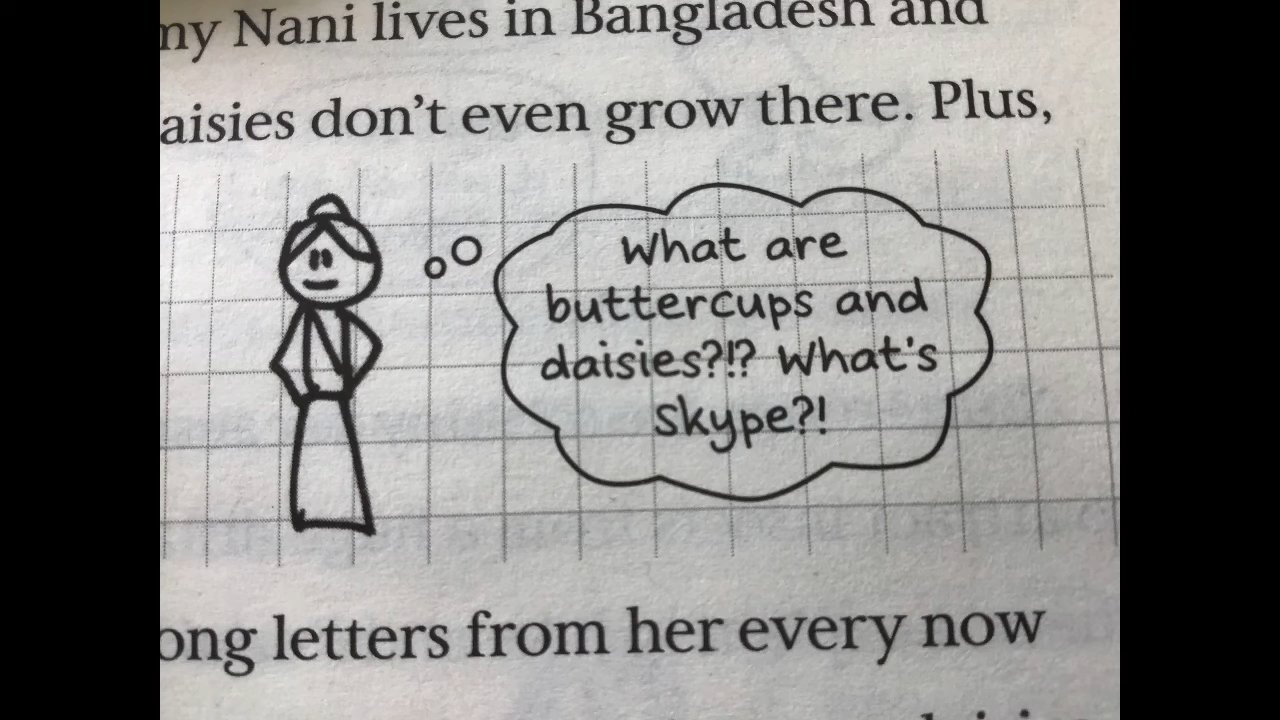 my Nani lives in Bangladesh and
aisies don't even grow there. Plus,
What are
buttercups and
daisies?!? What's
skype?!
ong letters from her every now